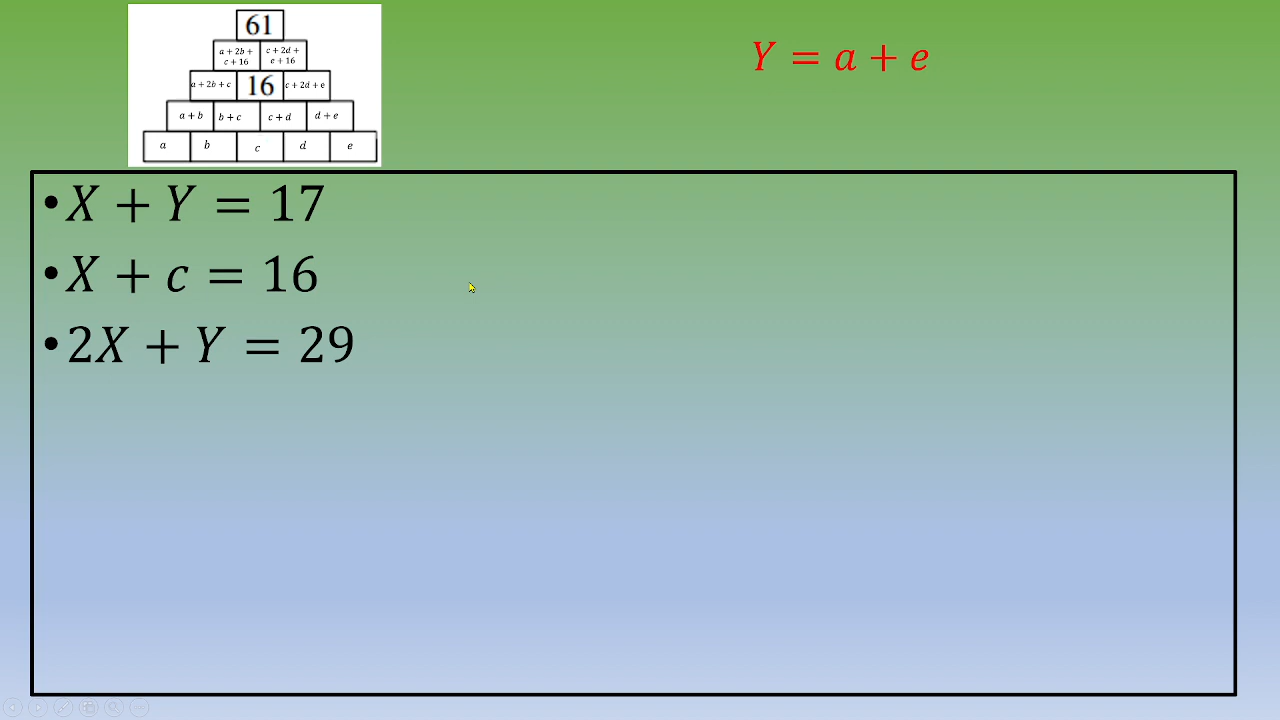 61
a + 2b + c + 16 c + 2d + e + 16
a + 2b + c 16 c + 2d + e
a + b b + c c + d d + e
a b c d e
Y = a + e
• X + Y = 17
• X + c = 16
• 2X + Y = 29